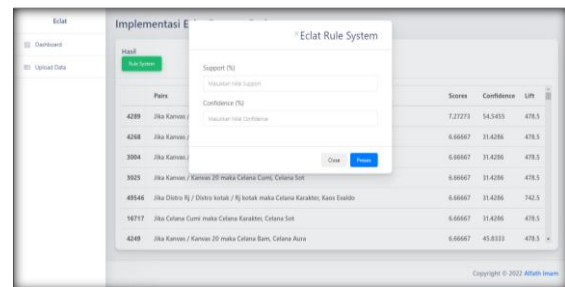 Eclat
Implementasi E
Dashboard
Upload Data
Hasil
Rule System
×
Eclat Rule System
Support (%)
Masukkan Nilai Support
Confidence (%)
Masukkan Nilai Confidence
Close
Proses
Pairs
Scores Confidence Lift
4289 Jika Kanvas / 7.27273 54.5455 478.5
4268 Jika Kanvas / 6.66667 31.4286 478.5
3004 Jika Kanvas / 6.66667 31.4286 478.5
3025 Jika Kanvas / Kanvas 20 maka Celana Cumi, Celana Sot 6.66667 31.4286 478.5
49546 Jika Distro Rj / Distro kotak / Rj kotak maka Celana Karakter, Kaos Evaldo 6.66667 31.4286 742.5
16717 Jika Celana Cumi maka Celana Karakter, Celana Sot 6.66667 31.4286 478.5
4249 Jika Kanvas / Kanvas 20 maka Celana Bam, Celana Aura 6.66667 45.8333 478.5
Copyright © 2022 Alfath Imam